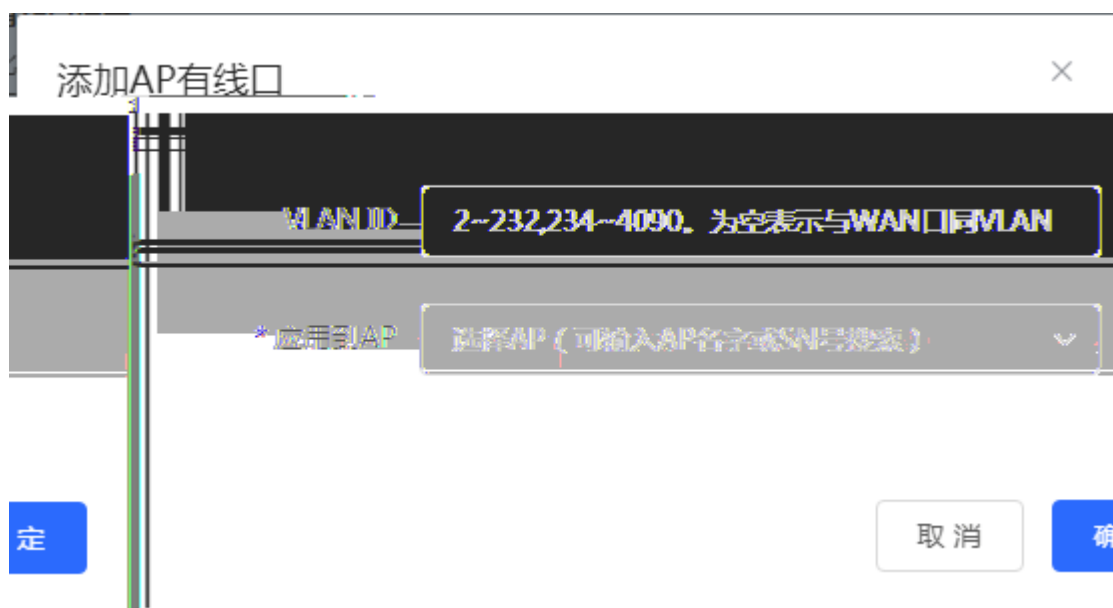 添加AP有线口
VLAN ID
2~232,234~4090。为空表示与WAN口同VLAN
* 应用到AP
选择AP（可输入AP名字或SN号搜索）
定
取 消
确